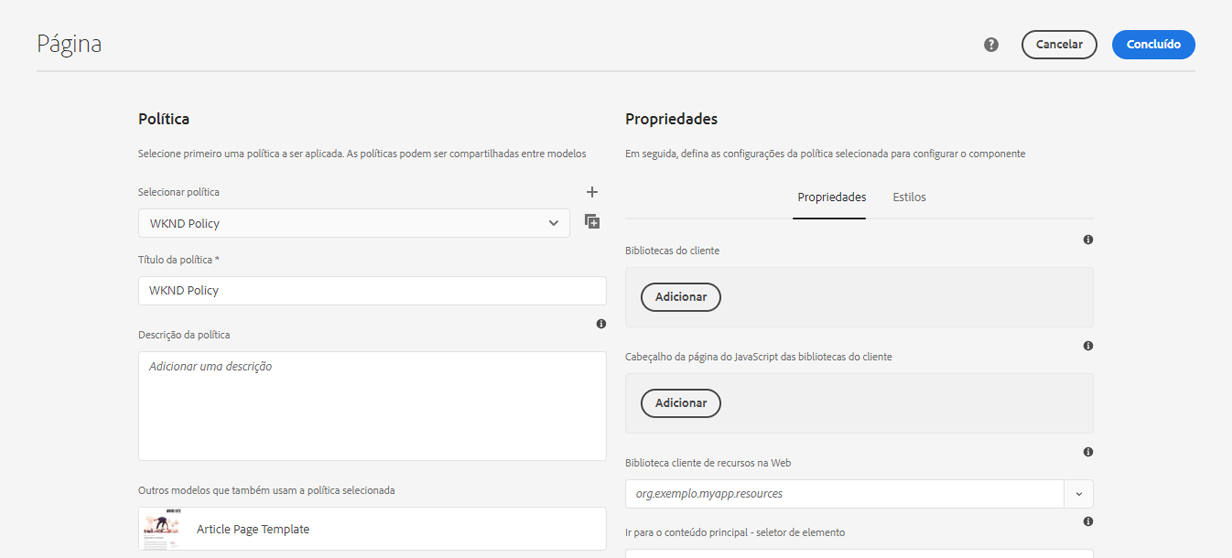 Página
Cancelar
Concluído
Política
Selecione primeiro uma política a ser aplicada. As políticas podem ser compartilhadas entre modelos
Selecionar política
WKND Policy
Título da política *
WKND Policy
Descrição da política
Adicionar uma descrição
Outros modelos que também usam a política selecionada
Article Page Template
Propriedades
Em seguida, defina as configurações da política selecionada para configurar o componente
Propriedades
Estilos
Bibliotecas do cliente
Adicionar
Cabeçalho da página do JavaScript das bibliotecas do cliente
Adicionar
Biblioteca cliente de recursos na Web
org.exemplo.myapp.resources
Ir para o conteúdo principal - seletor de elemento